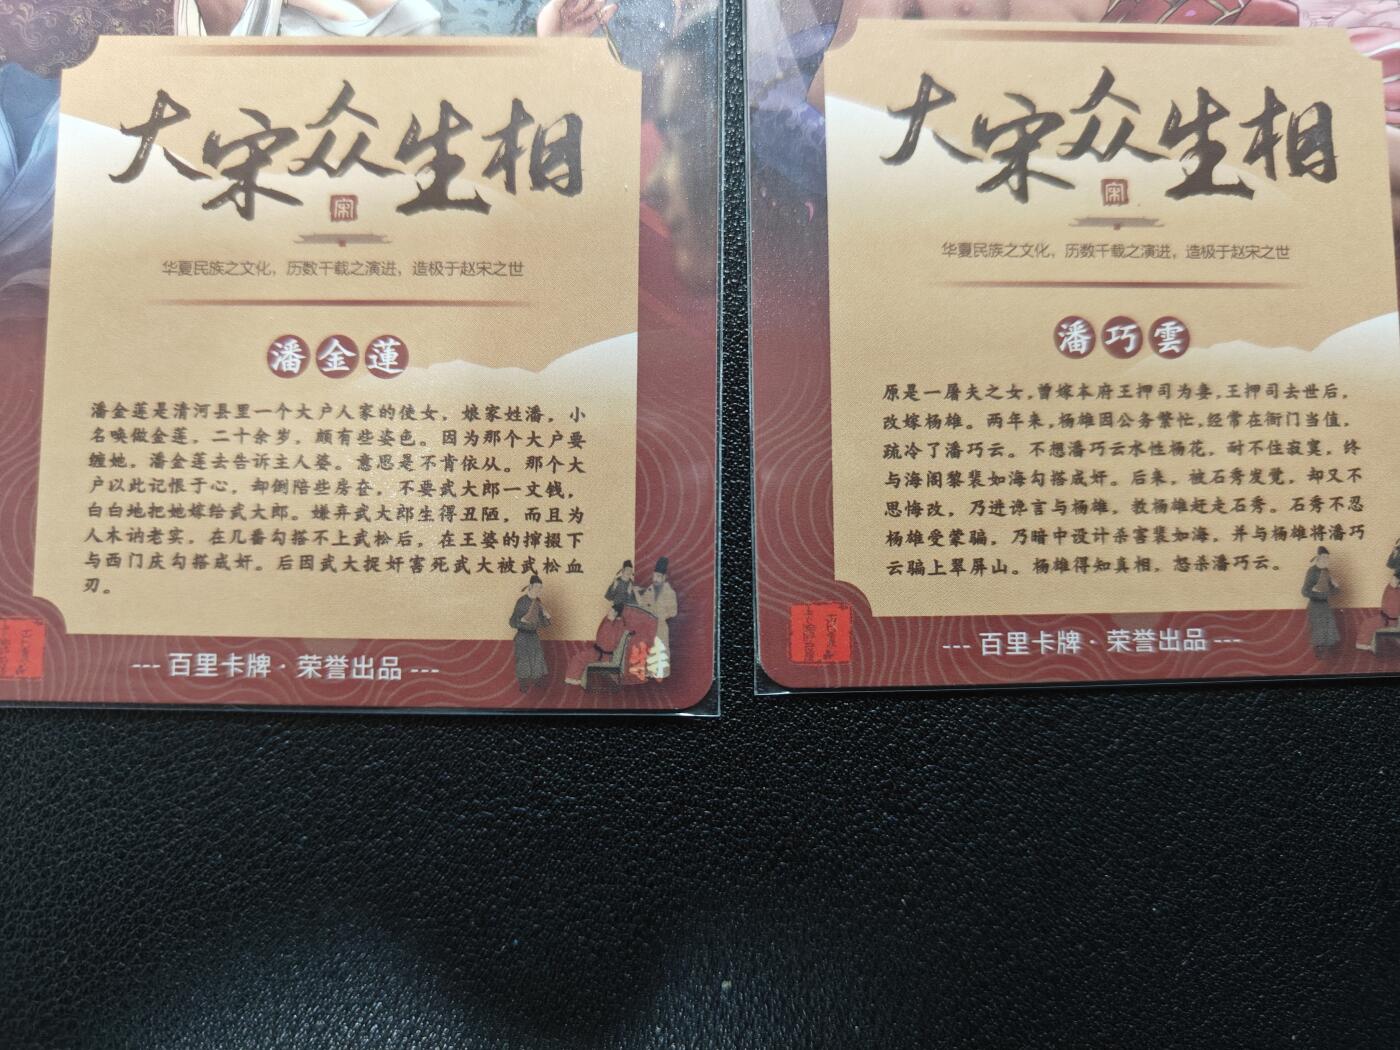 大宋众生相
宋
华夏民族之文化，历数千载之演进，造极于赵宋之世
潘金蓮
潘金莲是清河县里一个大户人家的使女，娘家姓潘，小
名唤做金莲，二十余岁，颇有些姿色。因为那个大户要
缠她，潘金莲去告诉主人婆。意思是不肯依从。那个大
户以此记恨于心，却倒陪些房奁，不要武大郎一文钱，
白白地把她嫁给武大郎。嫌弃武大郎生得丑陋，而且为
人木讷老实，在几番勾搭不上武松后，在王婆的撺掇下
与西门庆勾搭成奸。后因武大捉奸害死武大被武松血
刃。
--- 百里卡牌 · 荣誉出品 ---
特
大宋众生相
宋
华夏民族之文化，历数千载之演进，造极于赵宋之世
潘巧雲
原是一屠夫之女，曾嫁本府王押司为妻，王押司去世后，
改嫁杨雄。两年来，杨雄因公务繁忙，经常在衙门当值，
疏冷了潘巧云。不想潘巧云水性杨花，耐不住寂寞，终
与海阇黎裴如海勾搭成奸。后来，被石秀发觉，却又不
思悔改，乃进谗言与杨雄，教杨雄赶走石秀。石秀不忍
杨雄受蒙骗，乃暗中设计杀害裴如海，并与杨雄将潘巧
云骗上翠屏山。杨雄得知真相，怒杀潘巧云。
--- 百里卡牌 · 荣誉出品 ---